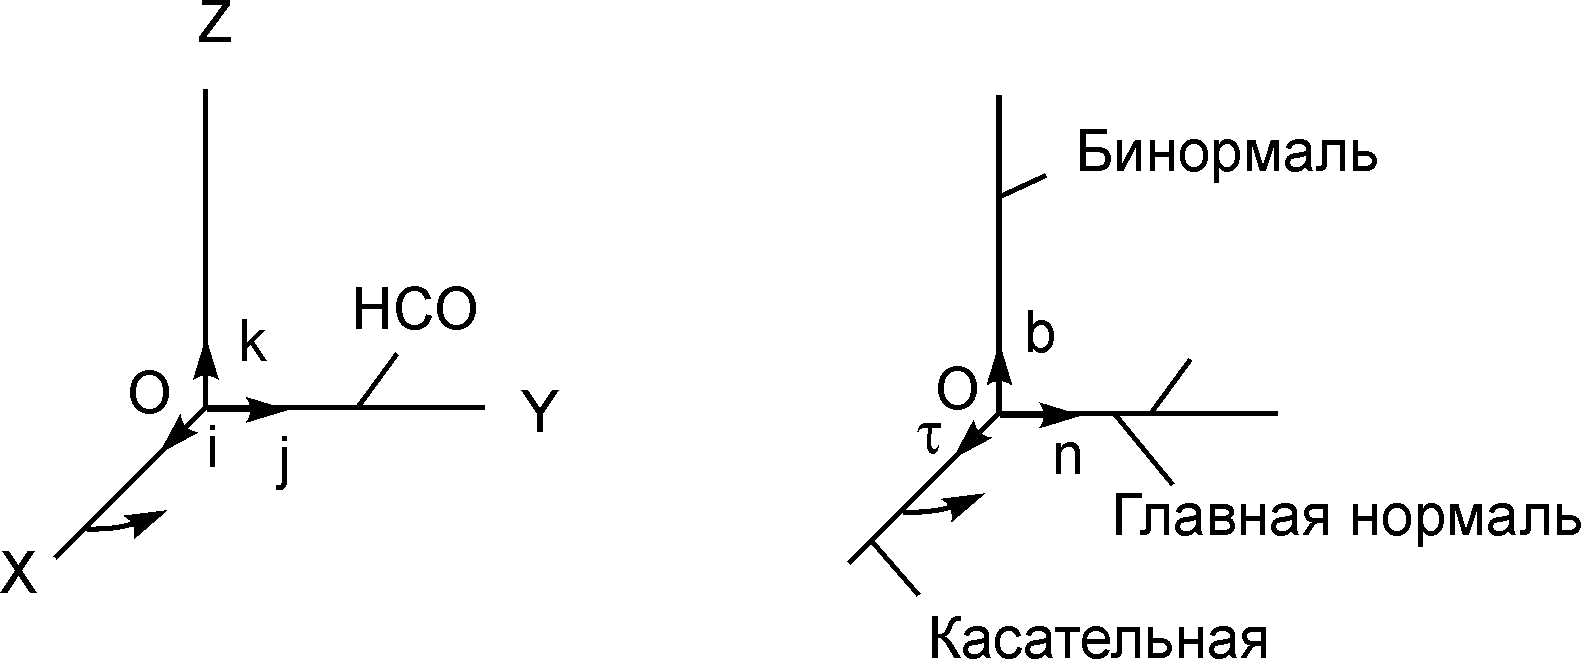 Z
НСО
k
O
Y
i
j
X
Бинормаль
b
O
τ
n
Главная нормаль
Касательная